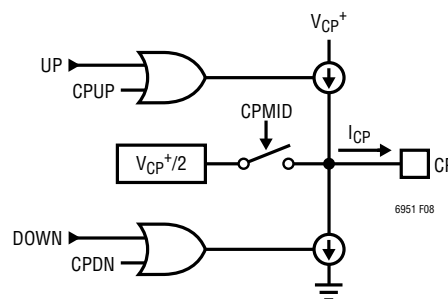 VCP+
UP
CPUP
CPMID
ICP
VCP+/2
CP
6951 F08
DOWN
CPDN